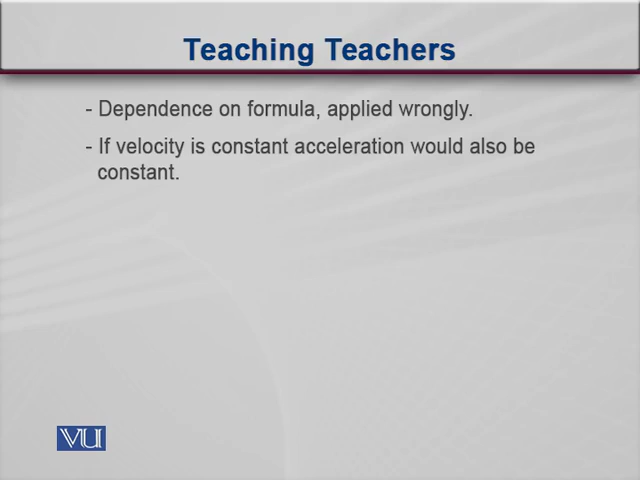 Teaching Teachers
- Dependence on formula, applied wrongly.
- If velocity is constant acceleration would also be
constant.
VU